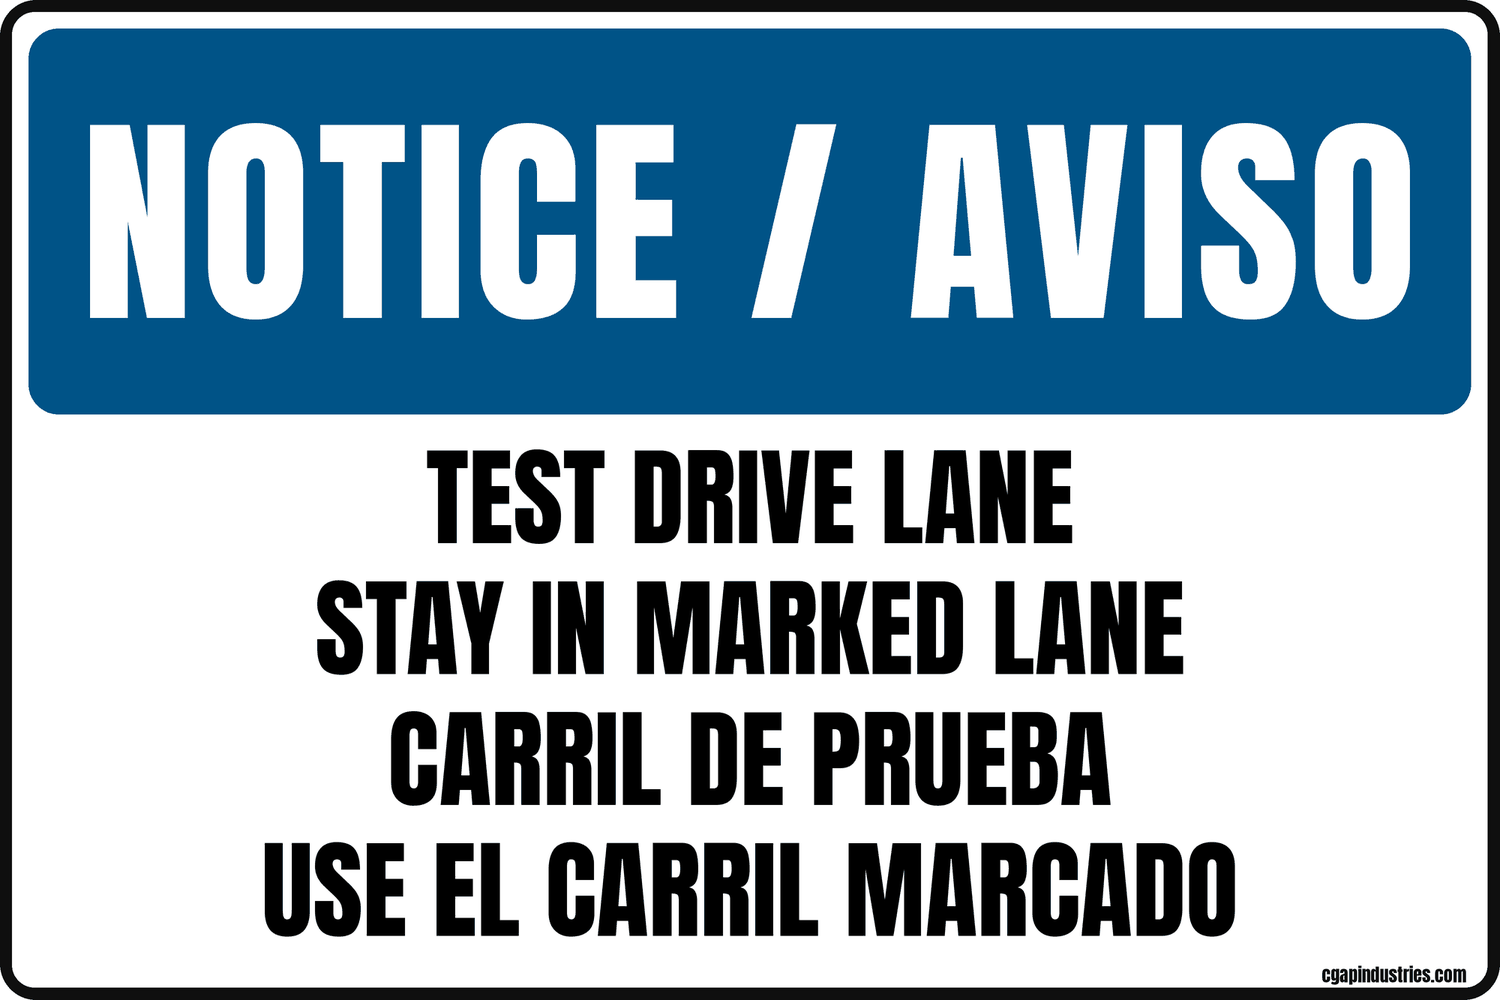 NOTICE / AVISO
TEST DRIVE LANE
STAY IN MARKED LANE
CARRIL DE PRUEBA
USE EL CARRIL MARCADO
cgapindustries.com